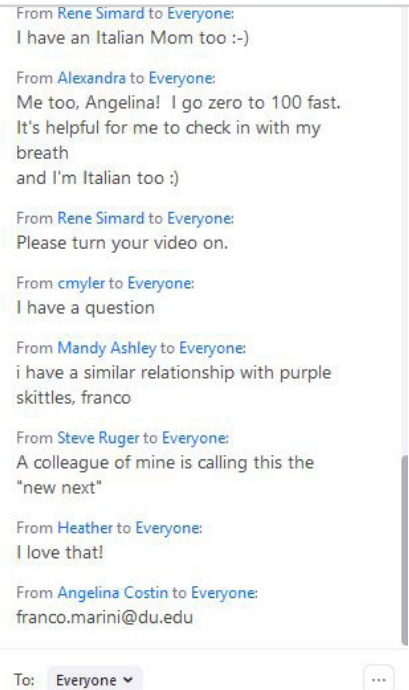 From Rene Simard to Everyone:
I have an Italian Mom too :-)
From Alexandra to Everyone:
Me too, Angelina!  I go zero to 100 fast.
It's helpful for me to check in with my
breath
and I'm Italian too :)
From Rene Simard to Everyone:
Please turn your video on.
From cmyler to Everyone:
I have a question
From Mandy Ashley to Everyone:
i have a similar relationship with purple
skittles, franco
From Steve Ruger to Everyone:
A colleague of mine is calling this the
"new next"
From Heather to Everyone:
I love that!
From Angelina Costin to Everyone:
franco.marini@du.edu
To: Everyone